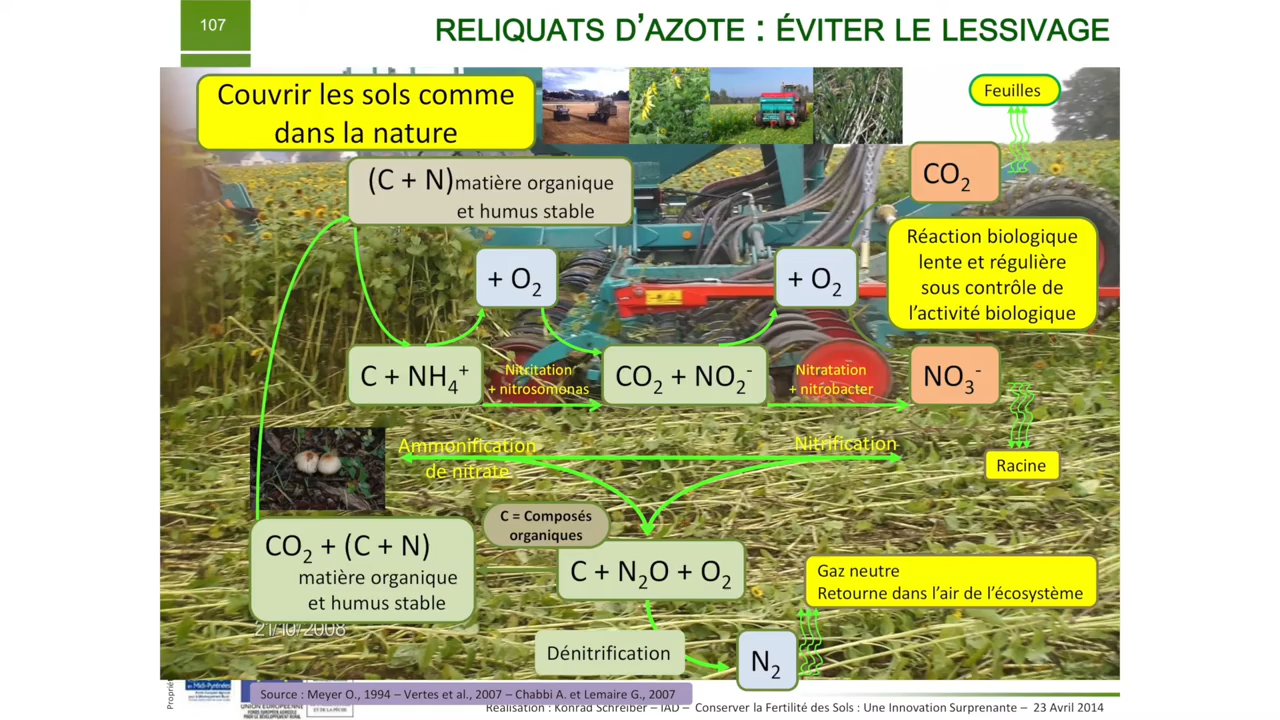 107
RELIQUATS D'AZOTE : ÉVITER LE LESSIVAGE
Couvrir les sols comme
dans la nature
Feuilles
(C + N)matière organique
et humus stable
CO2
Réaction biologique
lente et régulière
sous contrôle de
l'activité biologique
+ O2
+ O2
C + NH4+
Nitritation
+ nitrosomonas
CO2 + NO2-
Nitratation
+ nitrobacter
NO3-
Ammonification
de nitrate
Nitrification
Racine
C = Composés
organiques
CO2 + (C + N)
matière organique
et humus stable
C + N2O + O2
Gaz neutre
Retourne dans l'air de l'écosystème
21/10/2008
Dénitrification
N2
Propriét
Source : Meyer O., 1994 – Vertes et al., 2007 – Chabbi A. et Lemaire G., 2007
UNION EUROPÉENNE
Réalisation : Konrad Schreiber – IAD – Conserver la Fertilité des Sols : Une Innovation Surprenante – 23 Avril 2014